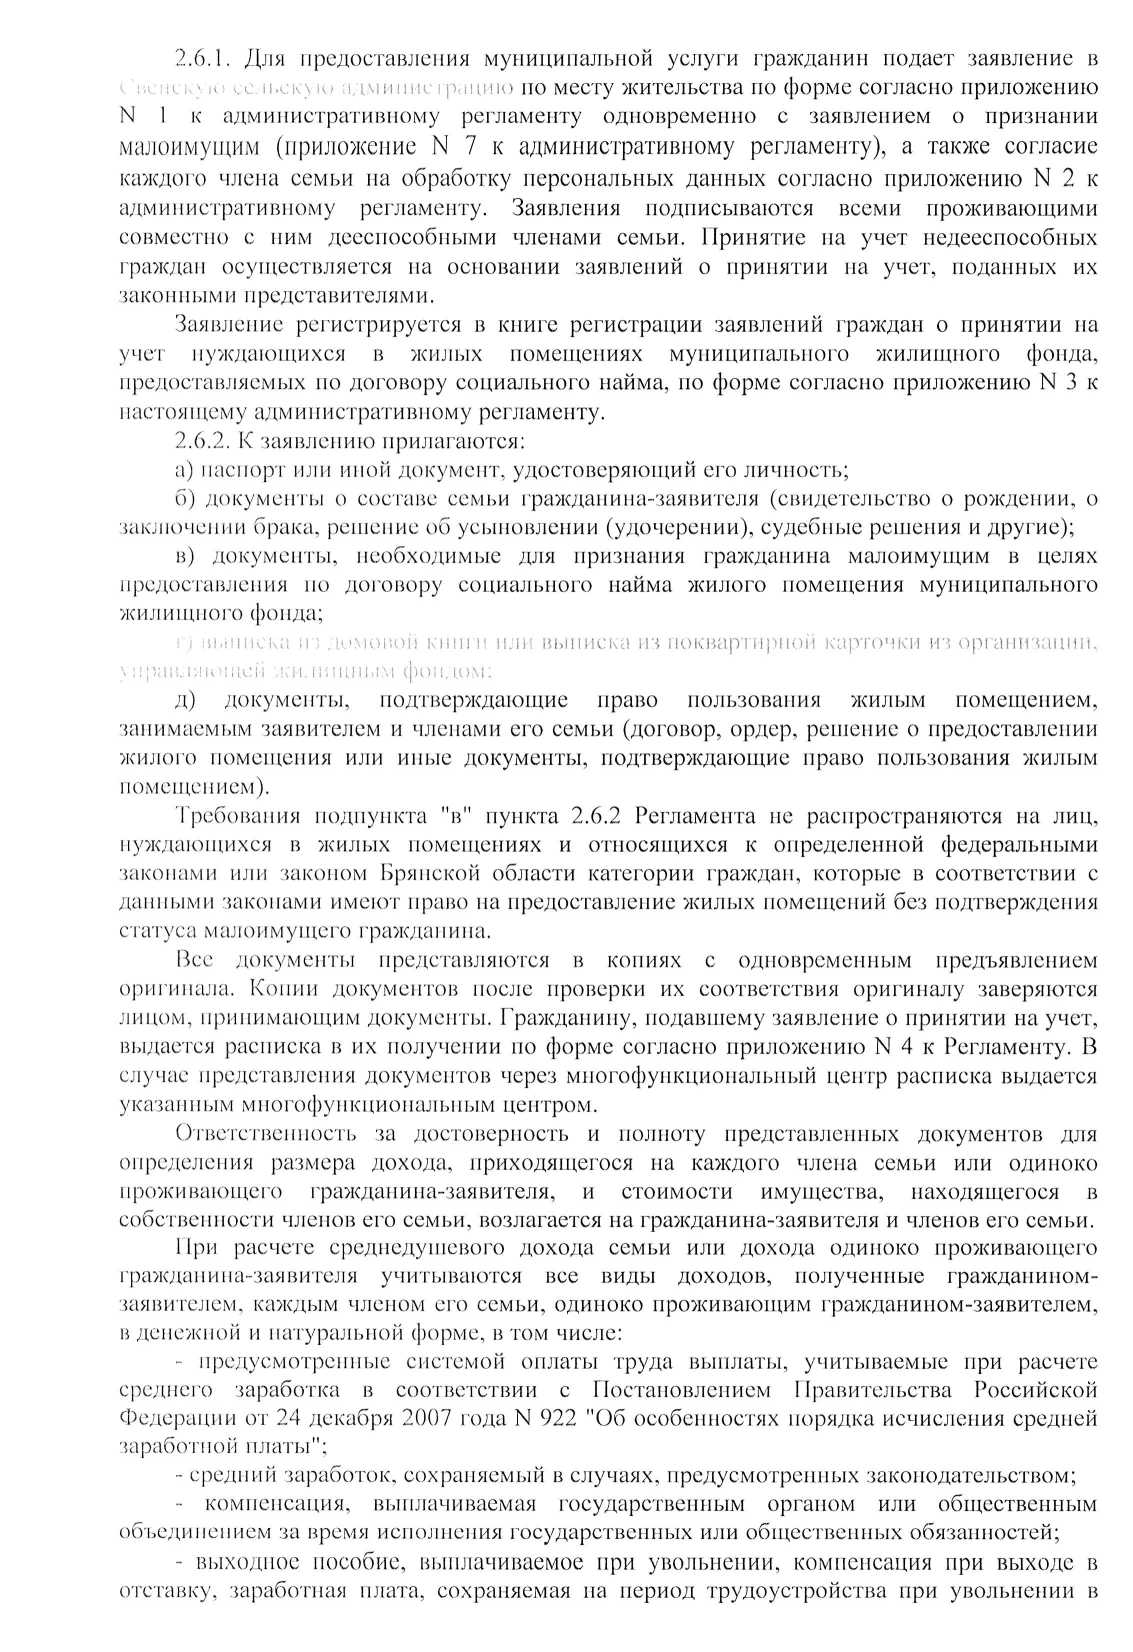 2.6.1. Для предоставления муниципальной услуги гражданин подает заявление в
сельскую администрацию по месту жительства по форме согласно приложению
N 1 к административному регламенту одновременно с заявлением о признании
малоимущим (приложение N 7 к административному регламенту), а также согласие
каждого члена семьи на обработку персональных данных согласно приложению N 2 к
административному регламенту. Заявления подписываются всеми проживающими
совместно с ним дееспособными членами семьи. Принятие на учет недееспособных
граждан осуществляется на основании заявлений о принятии на учет, поданных их
законными представителями.
Заявление регистрируется в книге регистрации заявлений граждан о принятии на
учет нуждающихся в жилых помещениях муниципального жилищного фонда,
предоставляемых по договору социального найма, по форме согласно приложению N 3 к
настоящему административному регламенту.
2.6.2. К заявлению прилагаются:
а) паспорт или иной документ, удостоверяющий его личность;
б) документы о составе семьи гражданина-заявителя (свидетельство о рождении, о
заключении брака, решение об усыновлении (удочерении), судебные решения и другие);
в) документы, необходимые для признания гражданина малоимущим в целях
предоставления по договору социального найма жилого помещения муниципального
жилищного фонда;
г) выписка из домовой книги или выписка из поквартирной карточки из организации,
управляющей жилищным фондом;
д) документы, подтверждающие право пользования жилым помещением,
занимаемым заявителем и членами его семьи (договор, ордер, решение о предоставлении
жилого помещения или иные документы, подтверждающие право пользования жилым
помещением).
Требования подпункта "в" пункта 2.6.2 Регламента не распространяются на лиц,
нуждающихся в жилых помещениях и относящихся к определенной федеральными
законами или законом Брянской области категории граждан, которые в соответствии с
данными законами имеют право на предоставление жилых помещений без подтверждения
статуса малоимущего гражданина.
Все документы представляются в копиях с одновременным предъявлением
оригинала. Копии документов после проверки их соответствия оригиналу заверяются
лицом, принимающим документы. Гражданину, подавшему заявление о принятии на учет,
выдается расписка в их получении по форме согласно приложению N 4 к Регламенту. В
случае представления документов через многофункциональный центр расписка выдается
указанным многофункциональным центром.
Ответственность за достоверность и полноту представленных документов для
определения размера дохода, приходящегося на каждого члена семьи или одиноко
проживающего гражданина-заявителя, и стоимости имущества, находящегося в
собственности членов его семьи, возлагается на гражданина-заявителя и членов его семьи.
При расчете среднедушевого дохода семьи или дохода одиноко проживающего
гражданина-заявителя учитываются все виды доходов, полученные гражданином-
заявителем, каждым членом его семьи, одиноко проживающим гражданином-заявителем,
в денежной и натуральной форме, в том числе:
- предусмотренные системой оплаты труда выплаты, учитываемые при расчете
среднего заработка в соответствии с Постановлением Правительства Российской
Федерации от 24 декабря 2007 года N 922 "Об особенностях порядка исчисления средней
заработной платы";
- средний заработок, сохраняемый в случаях, предусмотренных законодательством;
- компенсация, выплачиваемая государственным органом или общественным
объединением за время исполнения государственных или общественных обязанностей;
- выходное пособие, выплачиваемое при увольнении, компенсация при выходе в
отставку, заработная плата, сохраняемая на период трудоустройства при увольнении в